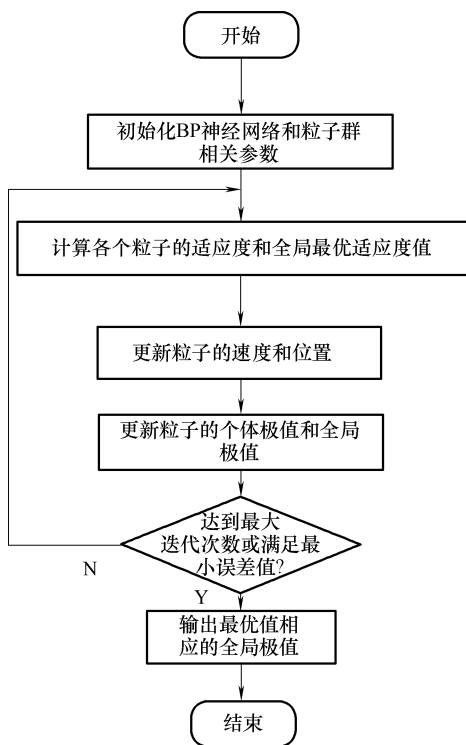 开始
初始化BP神经网络和粒子群
相关参数
计算各个粒子的适应度和全局最优适应度值
更新粒子的速度和位置
更新粒子的个体极值和全局
极值
达到最大
迭代次数或满足最
小误差值?
N
Y
输出最优值相
应的全局极值
结束